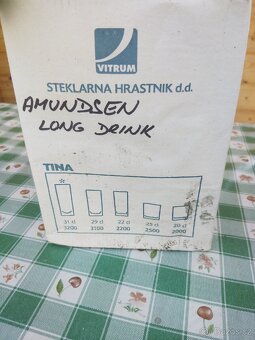 VITRUM
STEKLARNA HRASTNIK d.d.
AMUNDSEN
LONG DRINK
TINA
*
31 cl 29 cl 22 cl 25 cl 20 cl
3200 3100 2200 2500 2000